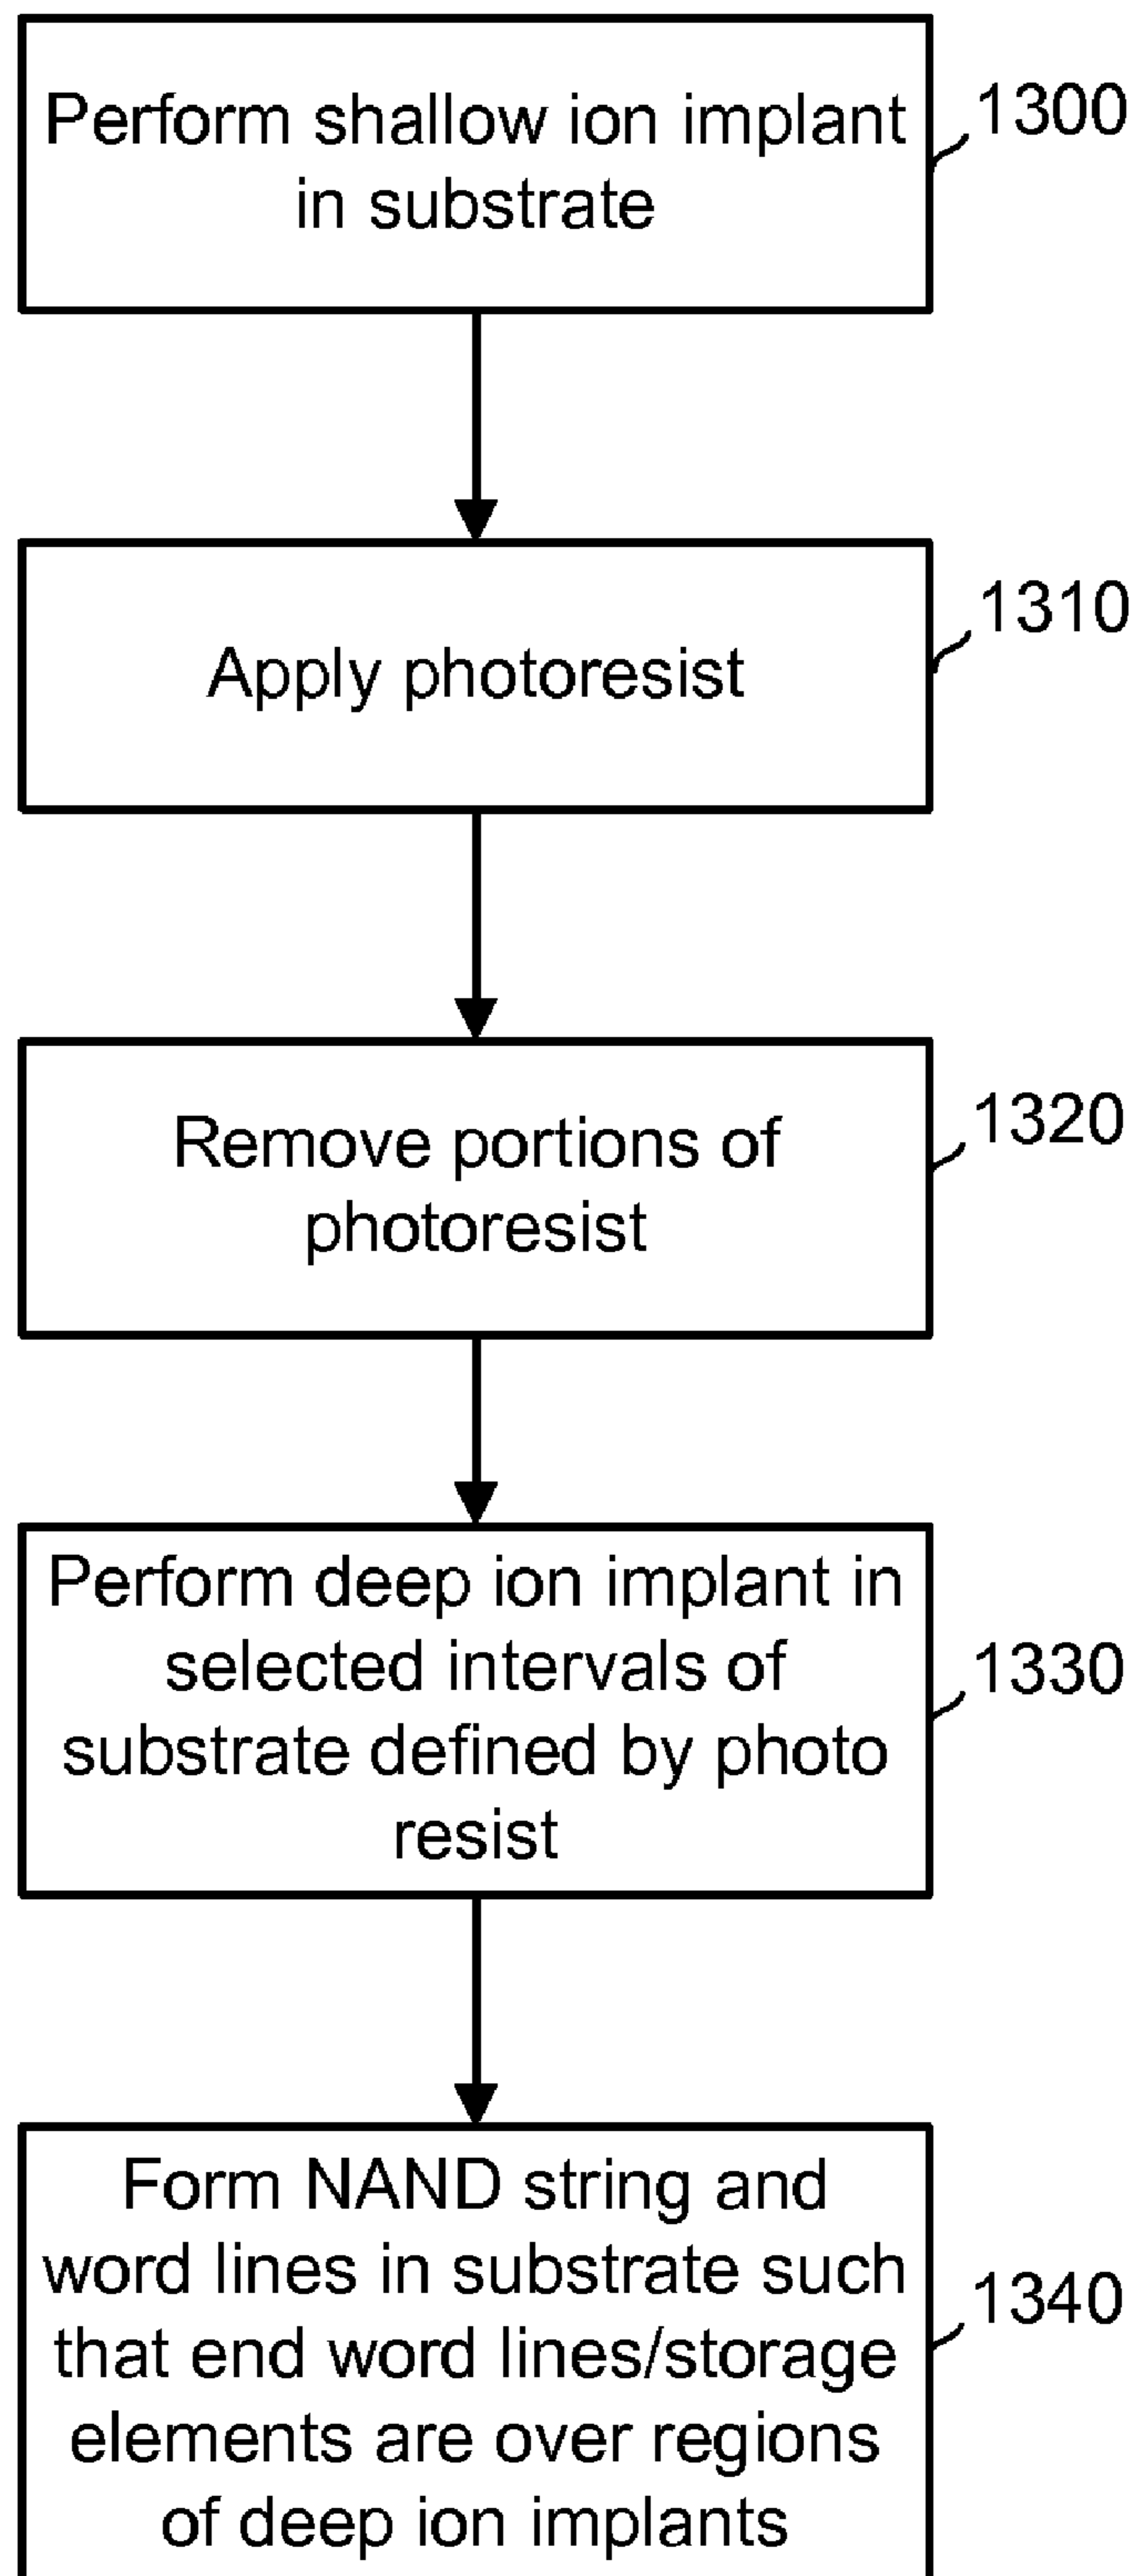 Perform shallow ion implant
in substrate
1300
Apply photoresist
1310
Remove portions of
photoresist
1320
Perform deep ion implant in
selected intervals of
substrate defined by photo
resist
1330
Form NAND string and
word lines in substrate such
that end word lines/storage
elements are over regions
of deep ion implants
1340